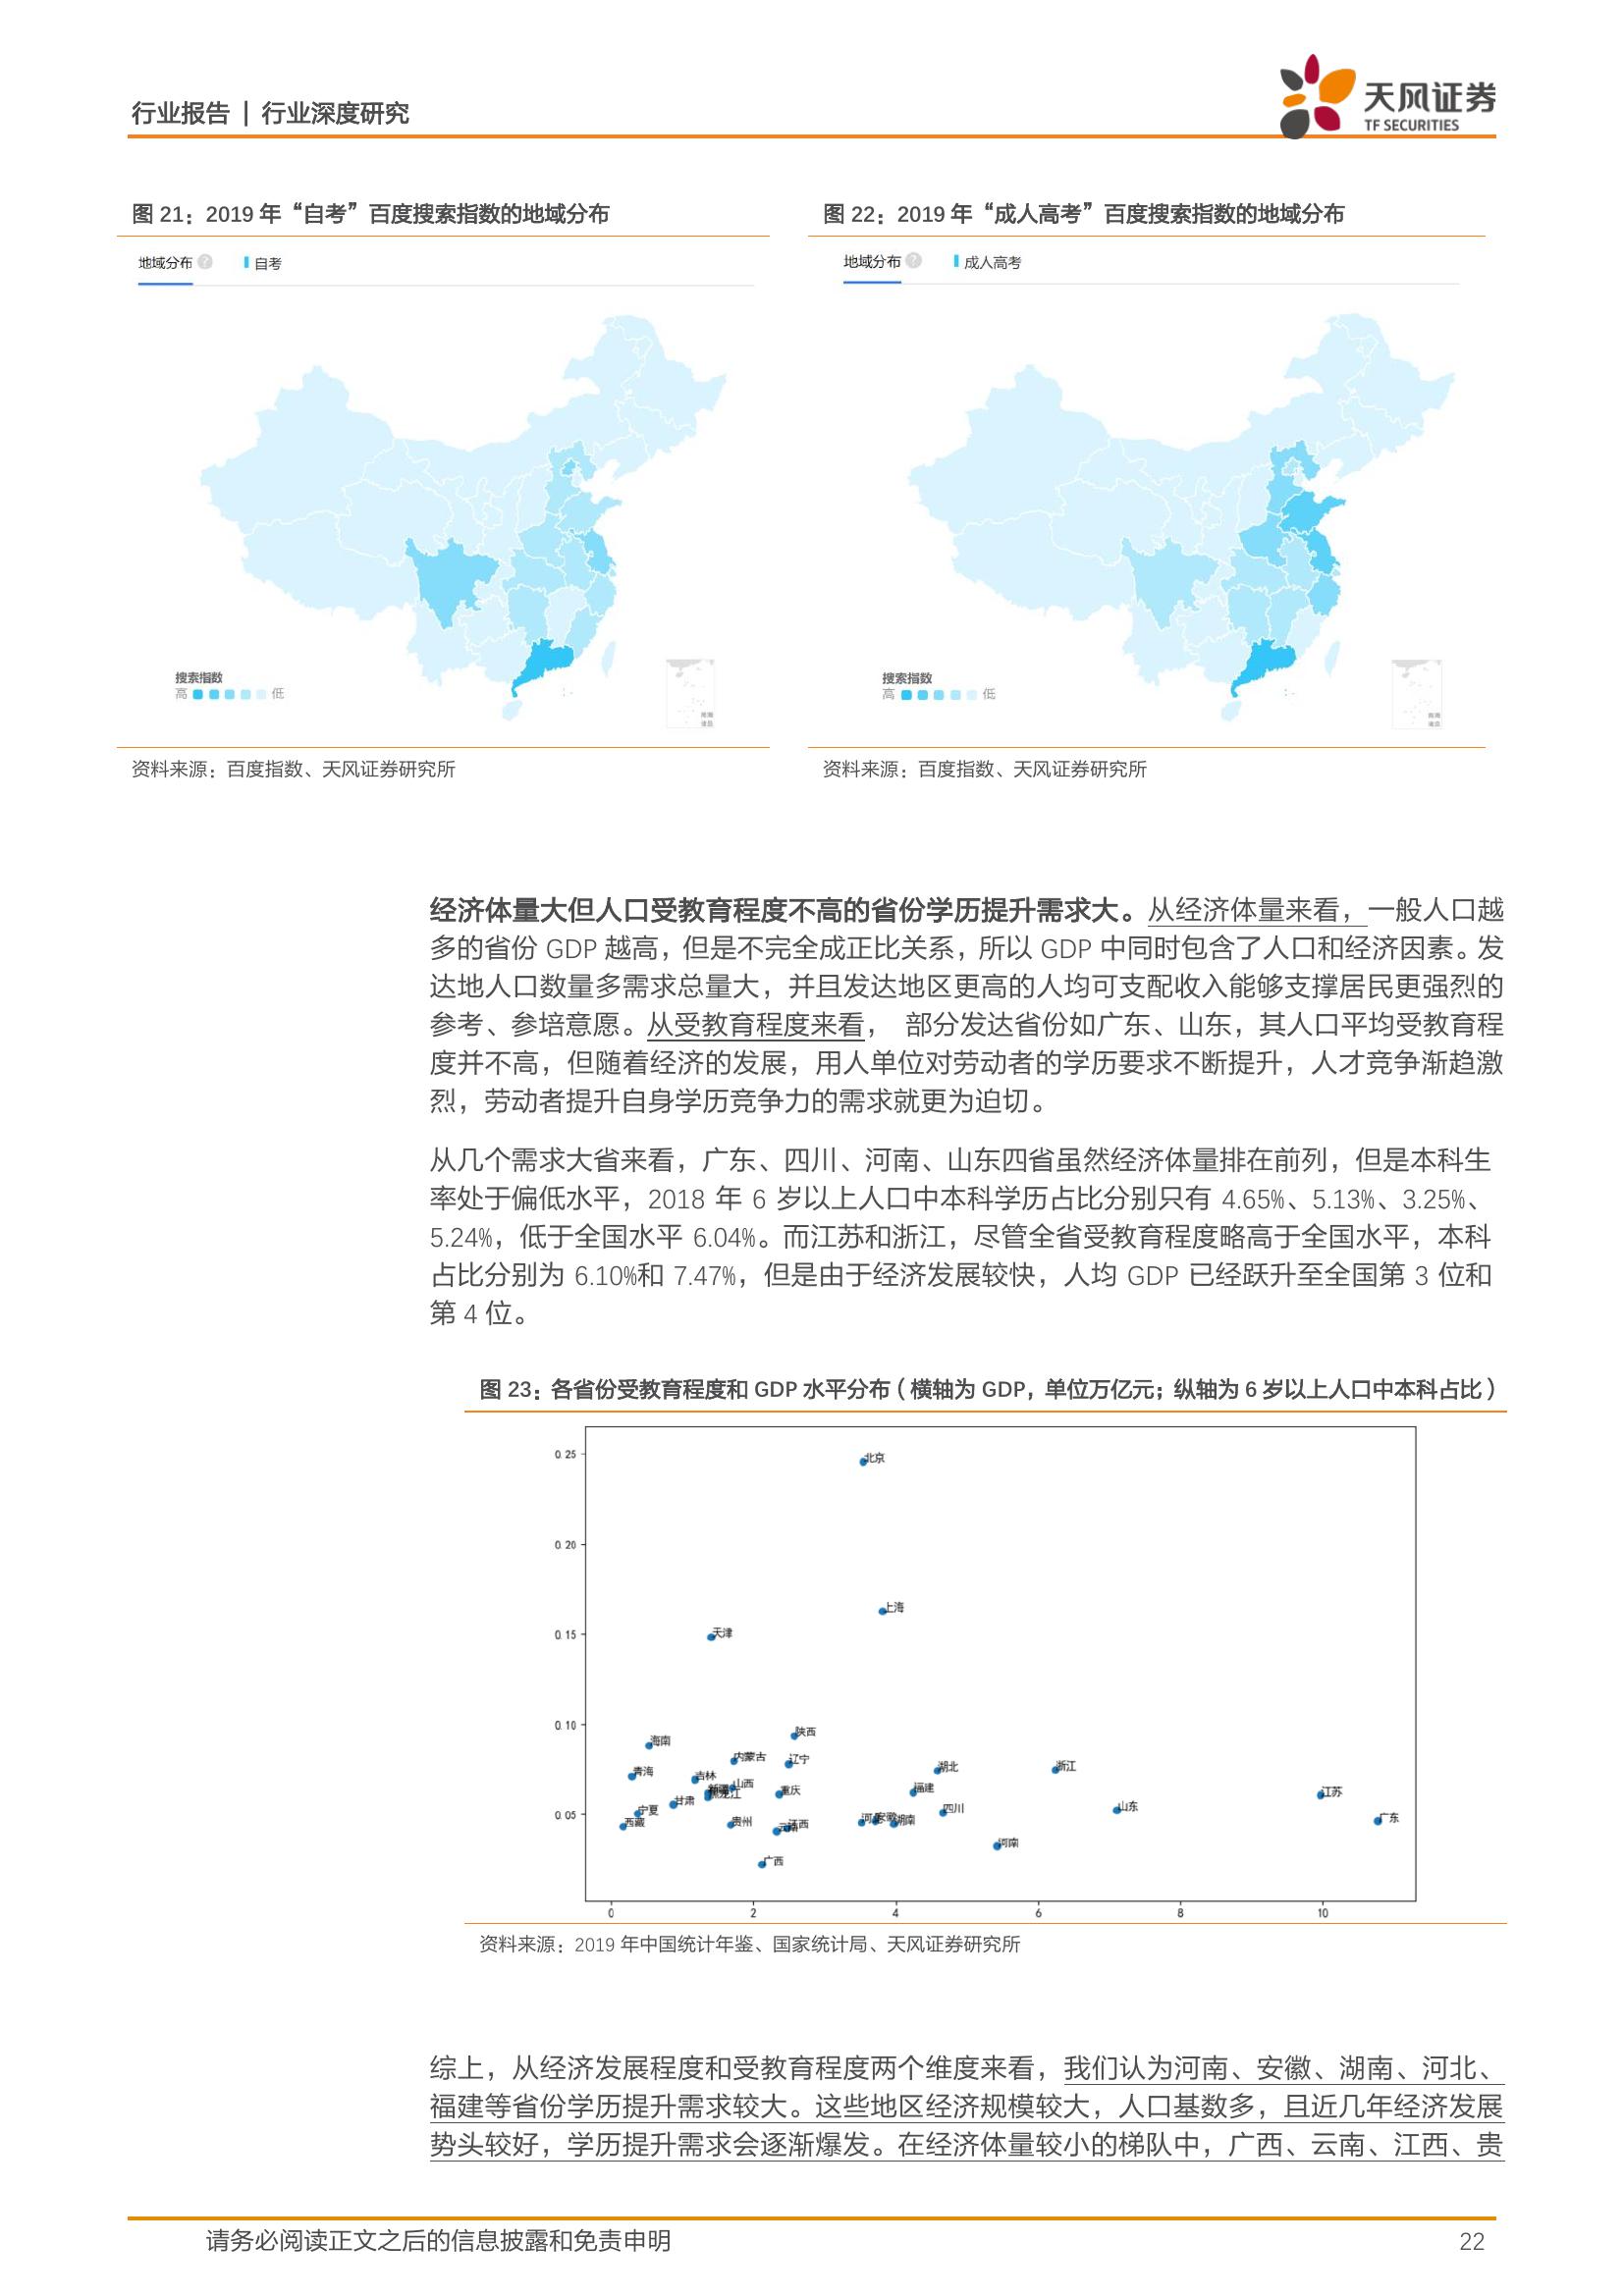 行业报告 | 行业深度研究
天风证券
TF SECURITIES
图 21：2019 年“自考”百度搜索指数的地域分布
地域分布 ? 自考
搜索指数
高 低
资料来源：百度指数、天风证券研究所
图 22：2019 年“成人高考”百度搜索指数的地域分布
地域分布 ? 成人高考
搜索指数
高 低
资料来源：百度指数、天风证券研究所
经济体量大但人口受教育程度不高的省份学历提升需求大。从经济体量来看，一般人口越
多的省份 GDP 越高，但是不完全成正比关系，所以 GDP 中同时包含了人口和经济因素。发
达地人口数量多需求总量大，并且发达地区更高的人均可支配收入能够支撑居民更强烈的
参考、参培意愿。从受教育程度来看， 部分发达省份如广东、山东，其人口平均受教育程
度并不高，但随着经济的发展，用人单位对劳动者的学历要求不断提升，人才竞争渐趋激
烈，劳动者提升自身学历竞争力的需求就更为迫切。
从几个需求大省来看，广东、四川、河南、山东四省虽然经济体量排在前列，但是本科生
率处于偏低水平，2018 年 6 岁以上人口中本科学历占比分别只有 4.65%、5.13%、3.25%、
5.24%，低于全国水平 6.04%。而江苏和浙江，尽管全省受教育程度略高于全国水平，本科
占比分别为 6.10%和 7.47%，但是由于经济发展较快，人均 GDP 已经跃升至全国第 3 位和
第 4 位。
图 23：各省份受教育程度和 GDP 水平分布（横轴为 GDP，单位万亿元；纵轴为 6 岁以上人口中本科占比）
0.25
北京
0.20
上海
0.15
天津
0.10
陕西
海南
内蒙古
辽宁
青海
吉林
山西
湖北
浙江
黑龙江
重庆
福建
江苏
甘肃
宁夏
四川
山东
0.05
西藏
贵州
江西
安徽
湖南
广东
河南
广西
0
2
4
6
8
10
资料来源：2019 年中国统计年鉴、国家统计局、天风证券研究所
综上，从经济发展程度和受教育程度两个维度来看，我们认为河南、安徽、湖南、河北、
福建等省份学历提升需求较大。这些地区经济规模较大，人口基数多，且近几年经济发展
势头较好，学历提升需求会逐渐爆发。在经济体量较小的梯队中，广西、云南、江西、贵
请务必阅读正文之后的信息披露和免责申明
22